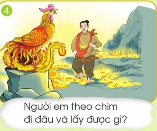 4
Người em theo chim
đi đâu và lấy được gì?